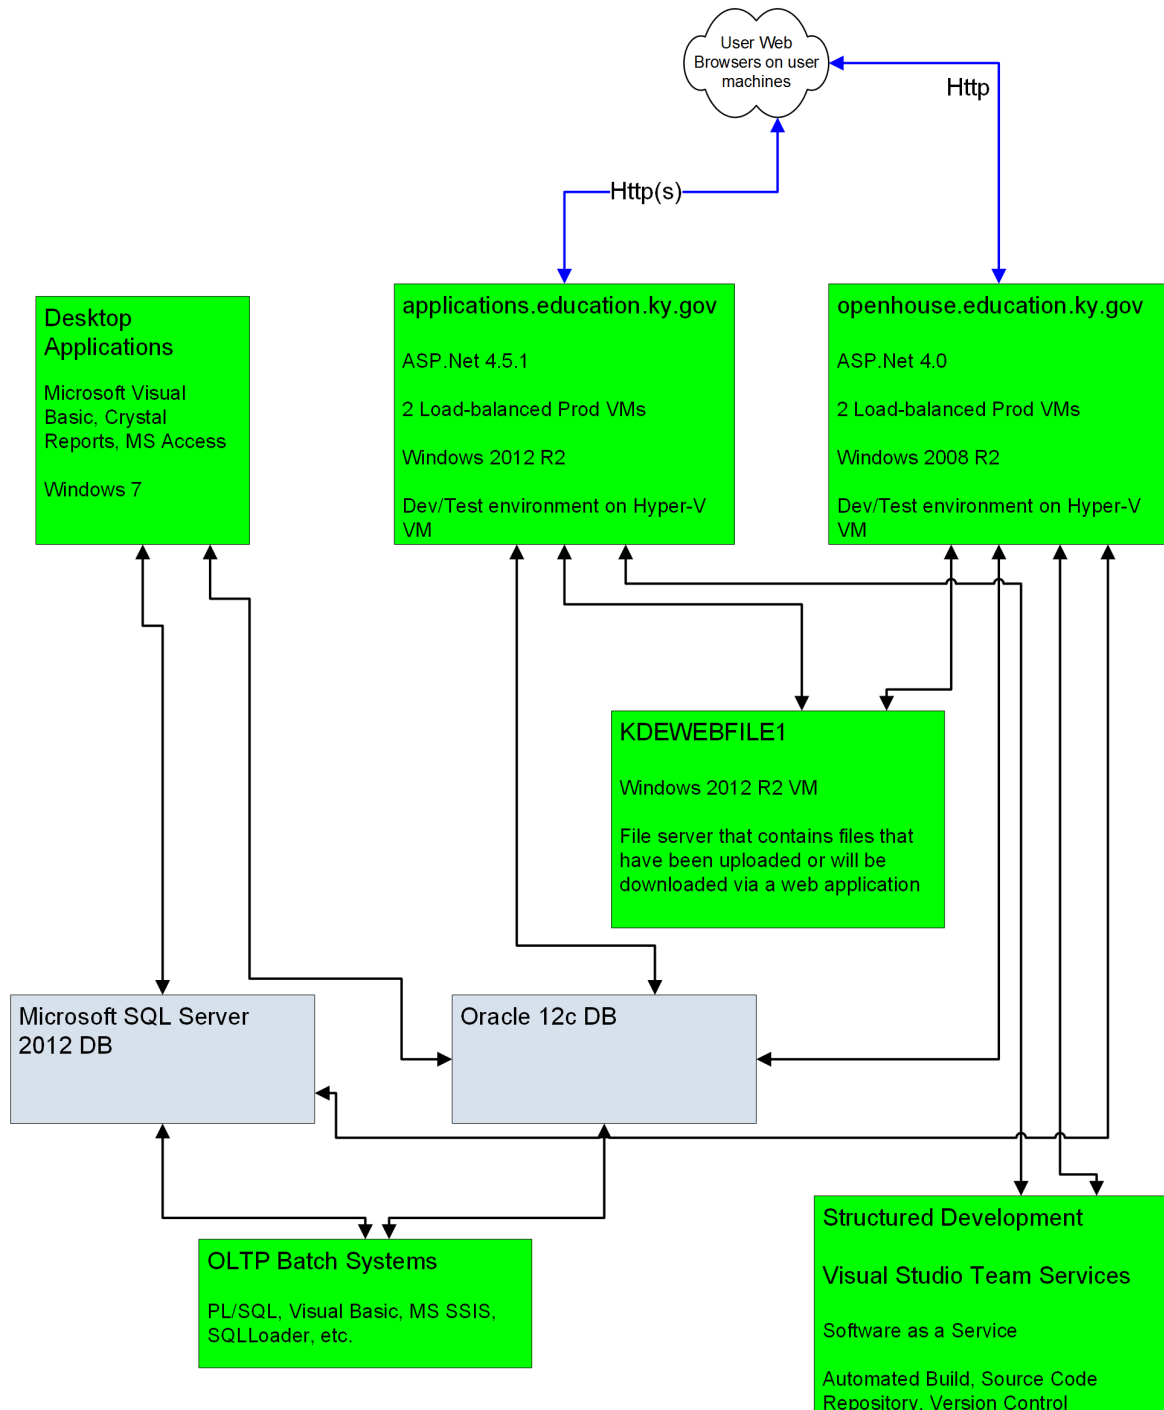 User Web
Browsers on user
machines
Http
Http(s)
Desktop
Applications
Microsoft Visual
Basic, Crystal
Reports, MS Access
Windows 7
applications.education.ky.gov
ASP.Net 4.5.1
2 Load-balanced Prod VMs
Windows 2012 R2
Dev/Test environment on Hyper-V
VM
openhouse.education.ky.gov
ASP.Net 4.0
2 Load-balanced Prod VMs
Windows 2008 R2
Dev/Test environment on Hyper-V
VM
KDEWEBFILE1
Windows 2012 R2 VM
File server that contains files that
have been uploaded or will be
downloaded via a web application
Microsoft SQL Server
2012 DB
Oracle 12c DB
OLTP Batch Systems
PL/SQL, Visual Basic, MS SSIS,
SQLLoader, etc.
Structured Development
Visual Studio Team Services
Software as a Service
Automated Build, Source Code
Repository, Version Control